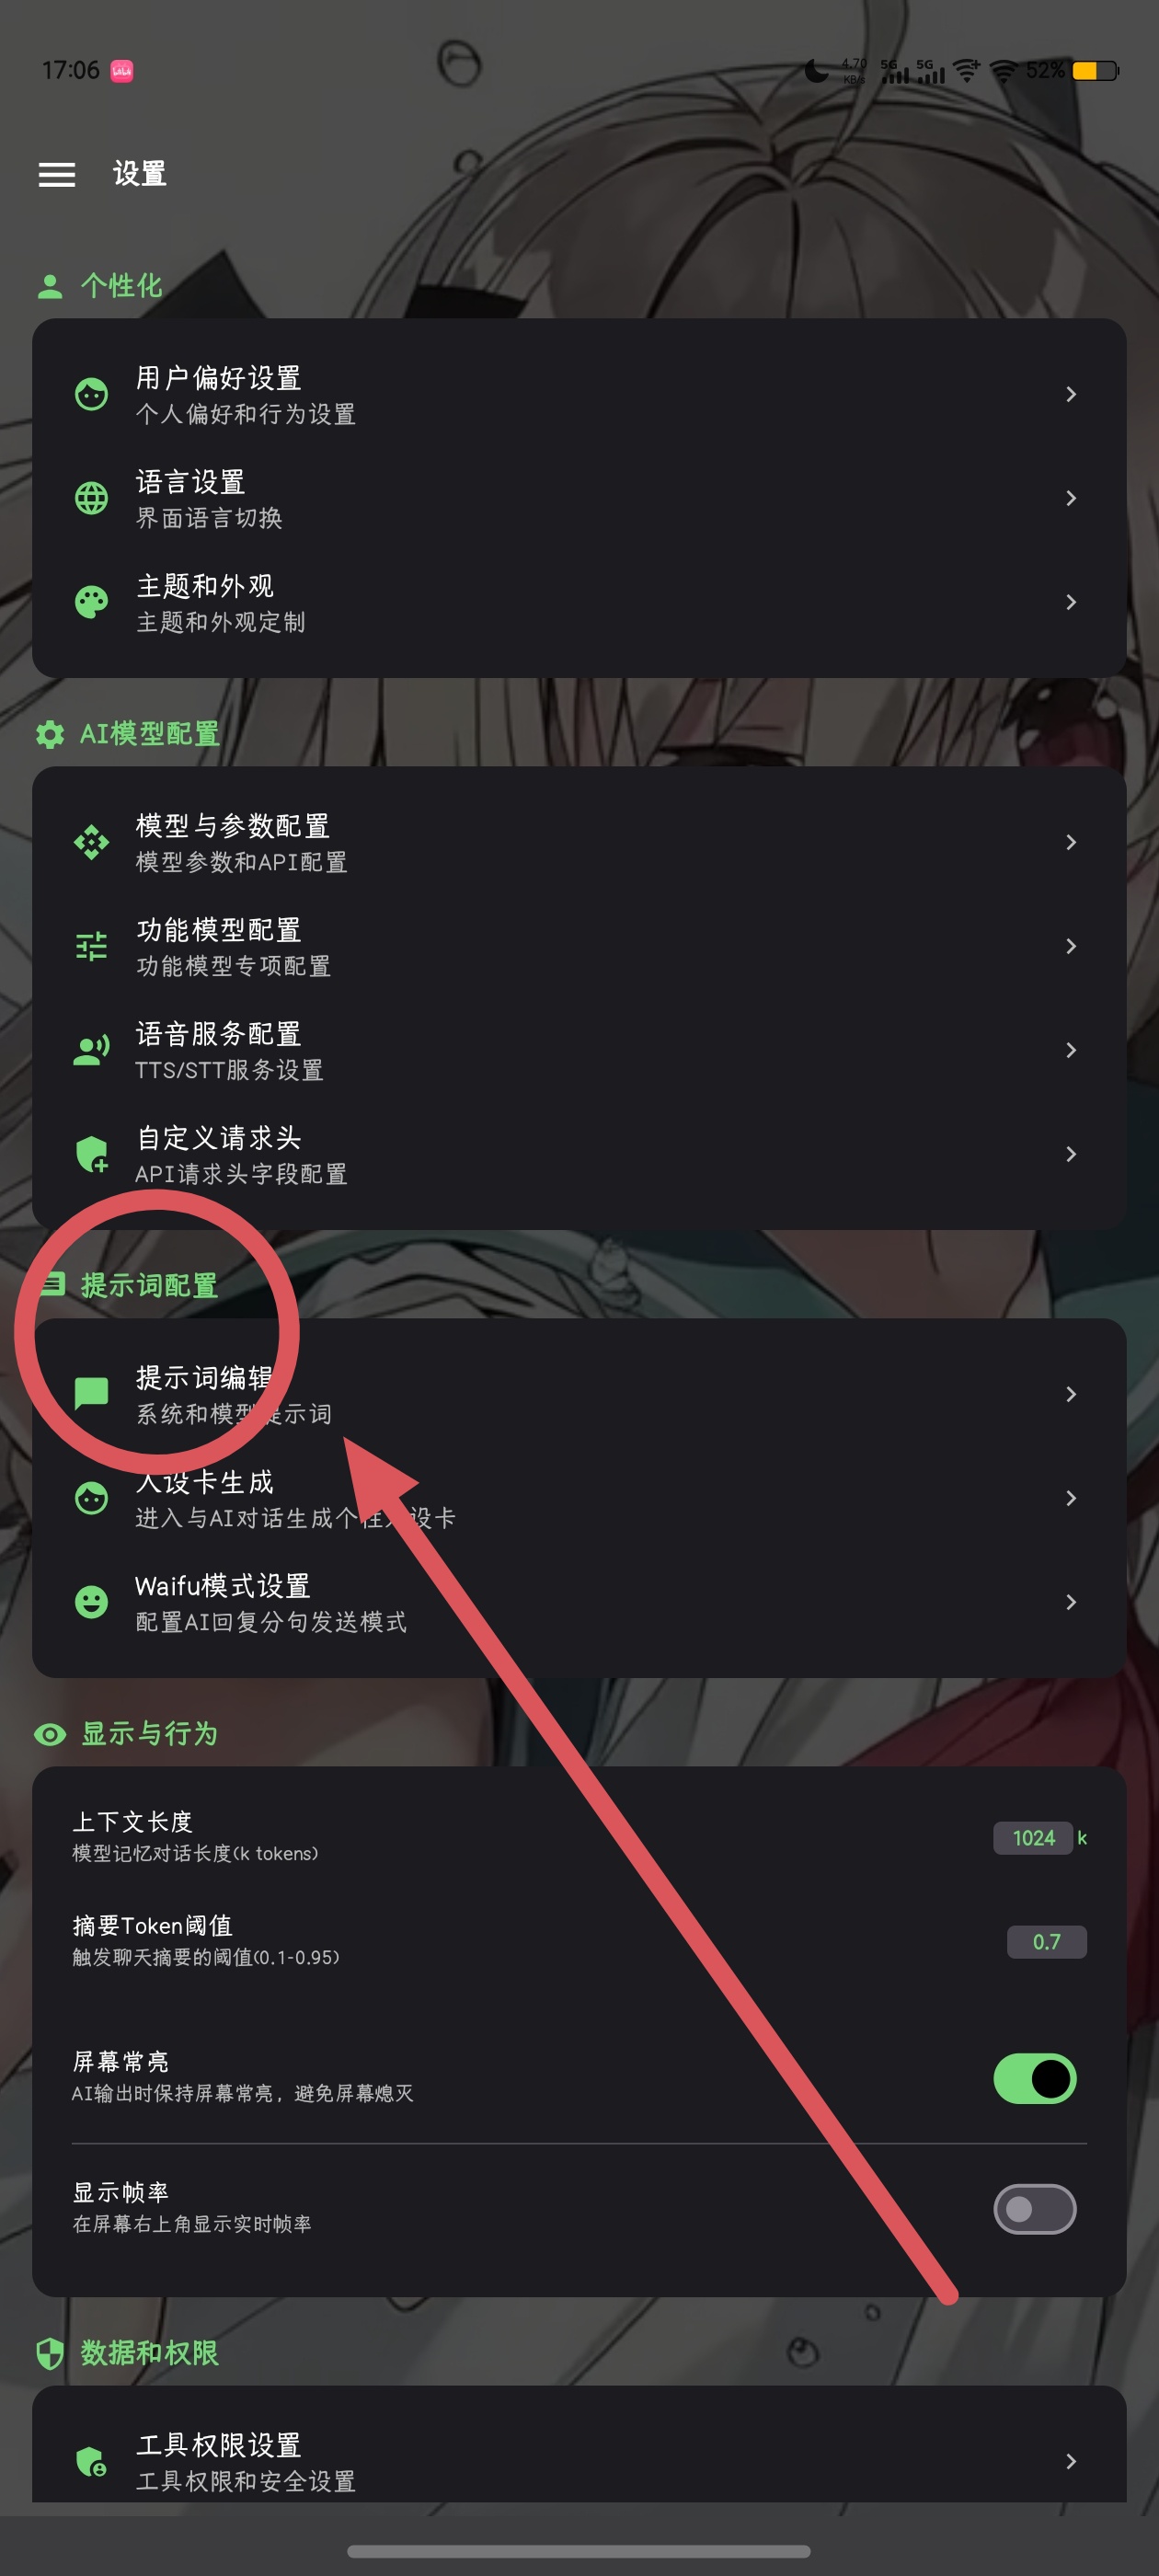 17:06
4.70 KB/s 5G 5G 52%
设置
个性化
用户偏好设置
个人偏好和行为设置
语言设置
界面语言切换
主题和外观
主题和外观定制
AI模型配置
模型与参数配置
模型参数和API配置
功能模型配置
功能模型专项配置
语音服务配置
TTS/STT服务设置
自定义请求头
API请求头字段配置
提示词配置
提示词编辑
系统和模型提示词
人设卡生成
进入与AI对话生成个性人设卡
Waifu模式设置
配置AI回复分句发送模式
显示与行为
上下文长度
模型记忆对话长度(k tokens)
1024 k
摘要Token阈值
触发聊天摘要的阈值(0.1-0.95)
0.7
屏幕常亮
AI输出时保持屏幕常亮，避免屏幕熄灭
显示帧率
在屏幕右上角显示实时帧率
数据和权限
工具权限设置
工具权限和安全设置